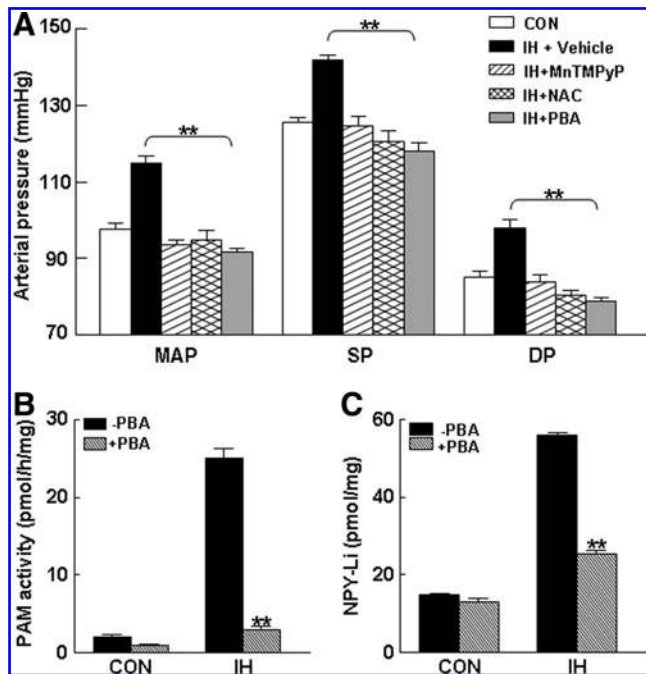 A
Arterial pressure (mmHg)
150
130
110
90
70
**
**
**
CON
IH + Vehicle
IH+MnTMPyP
IH+NAC
IH+PBA
MAP SP DP
B
PAM activity (pmol/h/mg)
30
20
10
0
-PBA
+PBA
**
CON IH
C
NPY-Li (pmol/mg)
60
40
20
0
-PBA
+PBA
**
CON IH